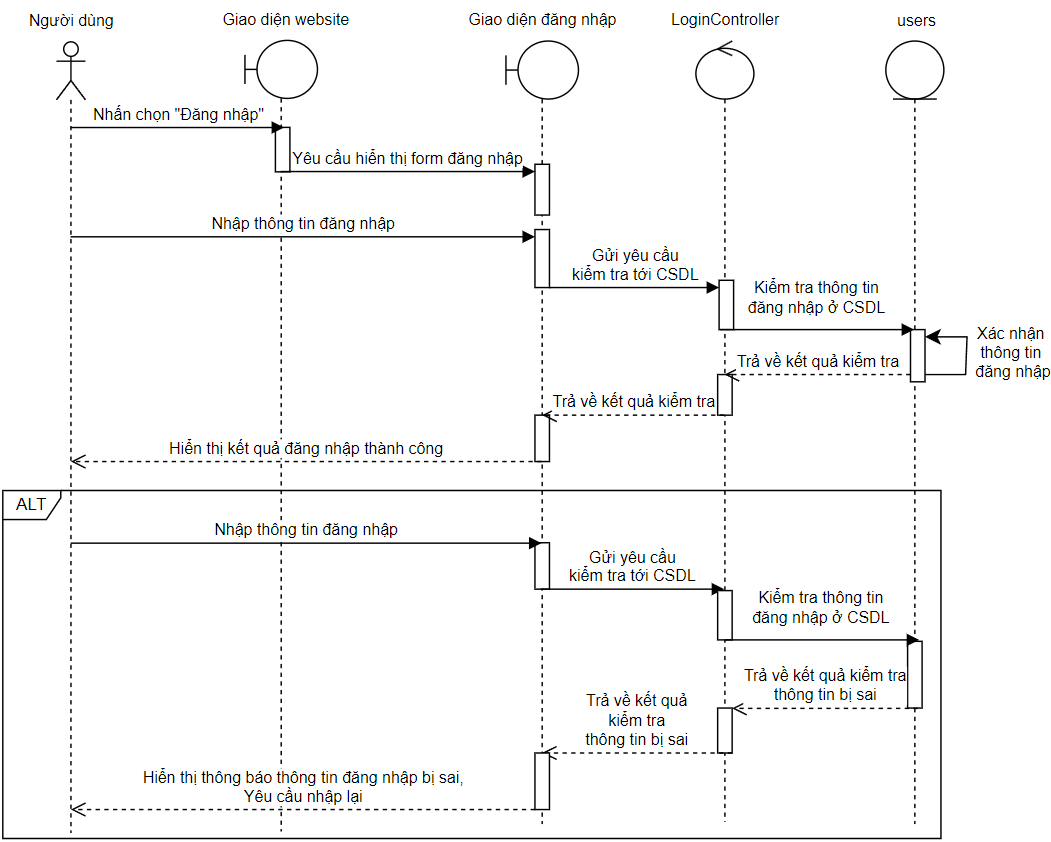 Người dùng
Giao diện website
Giao diện đăng nhập
LoginController
users
Nhấn chọn "Đăng nhập"
Yêu cầu hiển thị form đăng nhập
Nhập thông tin đăng nhập
Gửi yêu cầu
kiểm tra tới CSDL
Kiểm tra thông tin
đăng nhập ở CSDL
Xác nhận
thông tin
đăng nhập
Trả về kết quả kiểm tra
Trả về kết quả kiểm tra
Hiển thị kết quả đăng nhập thành công
ALT
Nhập thông tin đăng nhập
Gửi yêu cầu
kiểm tra tới CSDL
Kiểm tra thông tin
đăng nhập ở CSDL
Trả về kết quả kiểm tra
thông tin bị sai
Trả về kết quả
kiểm tra
thông tin bị sai
Hiển thị thông báo thông tin đăng nhập bị sai,
Yêu cầu nhập lại